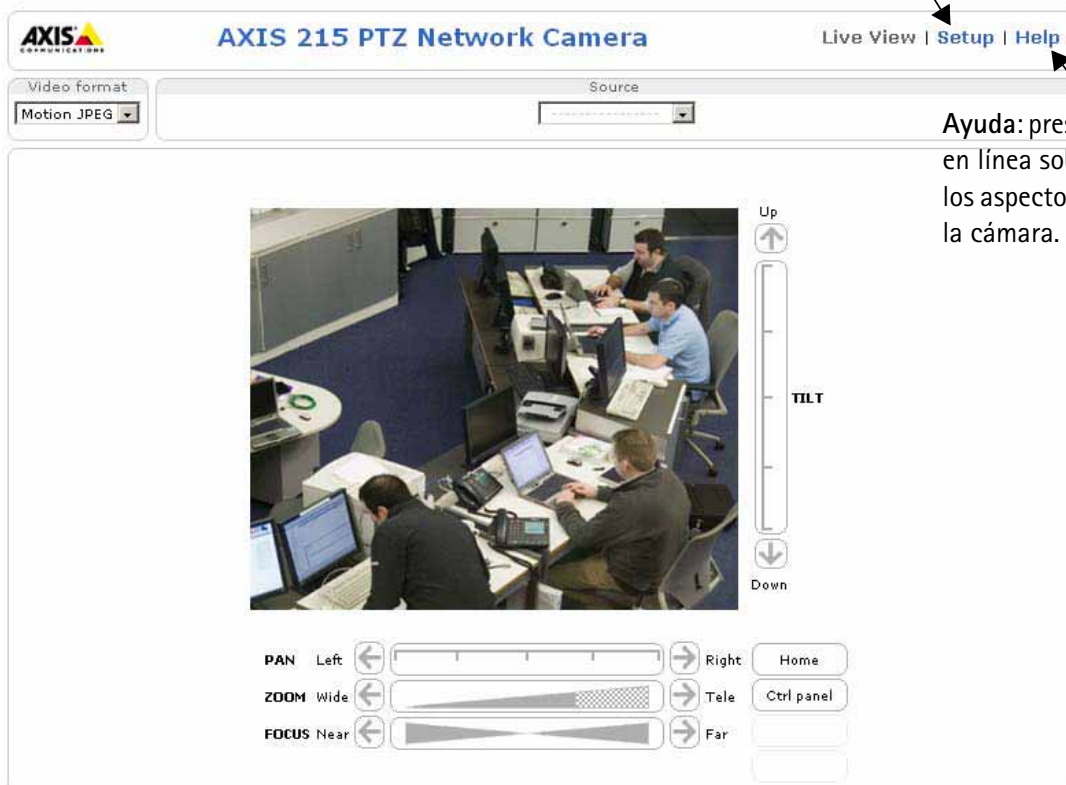 AXIS
COMMUNICATIONS
AXIS 215 PTZ Network Camera
Live View | Setup | Help
Video format
Source
Motion JPEG
Ayuda: pres
en línea so
los aspecto
la cámara.
Up
TILT
Down
PAN Left Right Home
ZOOM Wide Tele Ctrl panel
FOCUS Near Far